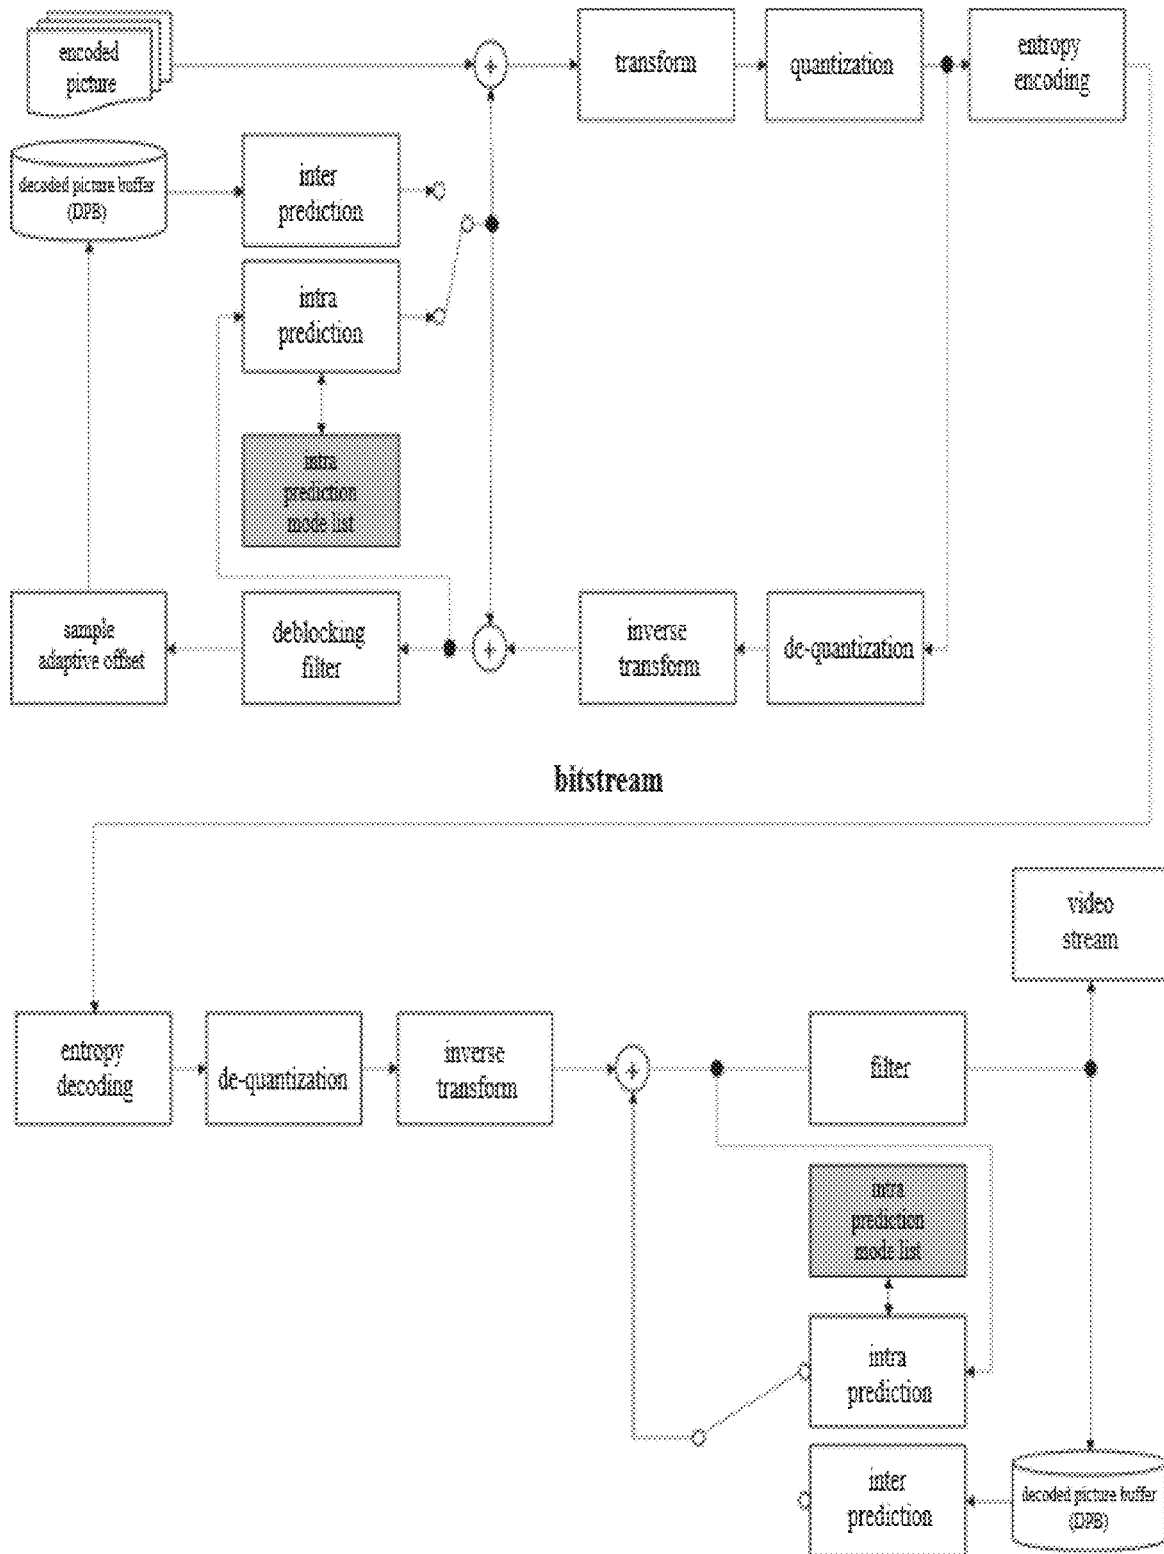 encoded
picture
+
transform
quantization
entropy
encoding
decoded picture buffer
(DPB)
inter
prediction
intra
prediction
intra
prediction
mode list
sample
adaptive offset
deblocking
filter
+
inverse
transform
de-quantization
bitstream
video
stream
entropy
decoding
de-quantization
inverse
transform
+
filter
intra
prediction
mode list
intra
prediction
inter
prediction
decoded picture buffer
(DPB)